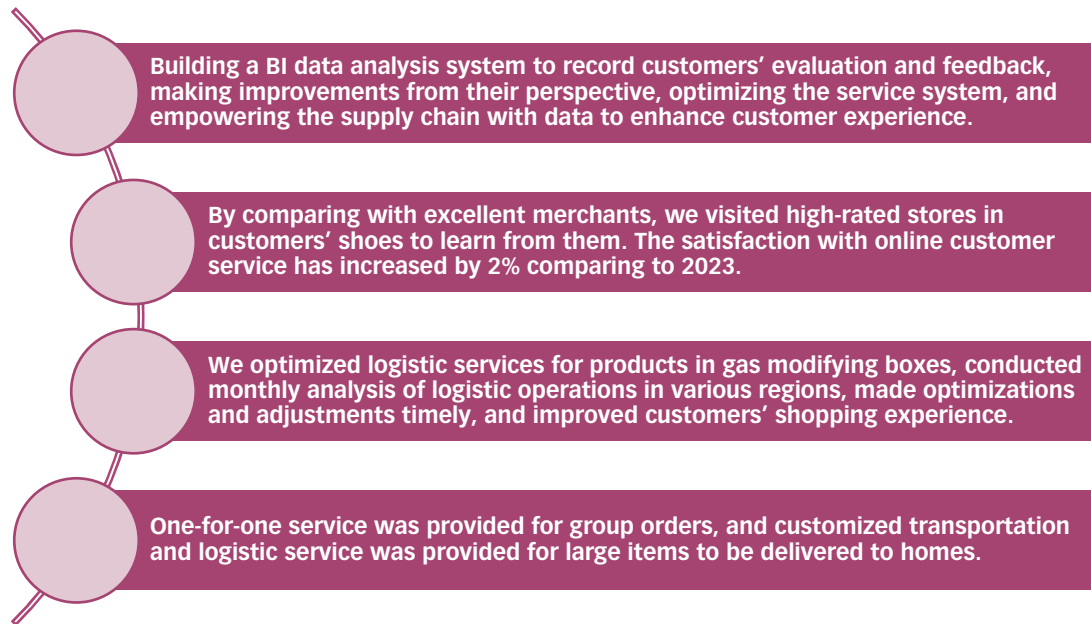 Building a BI data analysis system to record customers’ evaluation and feedback,
making improvements from their perspective, optimizing the service system, and
empowering the supply chain with data to enhance customer experience.
By comparing with excellent merchants, we visited high-rated stores in
customers’ shoes to learn from them. The satisfaction with online customer
service has increased by 2% comparing to 2023.
We optimized logistic services for products in gas modifying boxes, conducted
monthly analysis of logistic operations in various regions, made optimizations
and adjustments timely, and improved customers’ shopping experience.
One-for-one service was provided for group orders, and customized transportation
and logistic service was provided for large items to be delivered to homes.